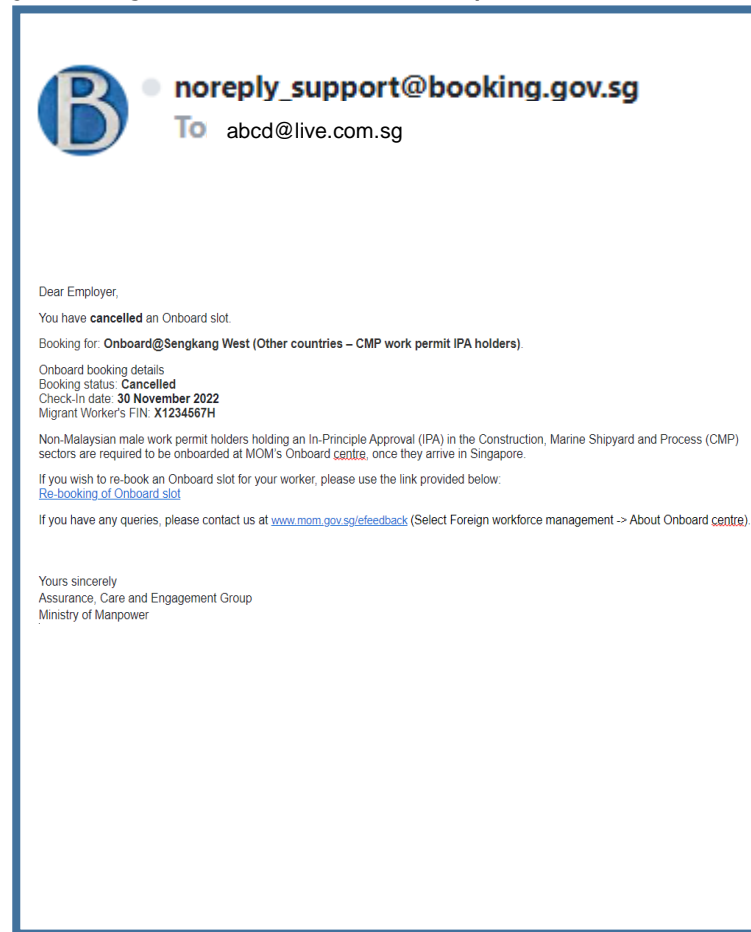 B
noreply_support@booking.gov.sg
To abcd@live.com.sg
Dear Employer,
You have cancelled an Onboard slot.
Booking for: Onboard@Sengkang West (Other countries – CMP work permit IPA holders).
Onboard booking details
Booking status: Cancelled
Check-In date: 30 November 2022
Migrant Worker's FIN: X1234567H
Non-Malaysian male work permit holders holding an In-Principle Approval (IPA) in the Construction, Marine Shipyard and Process (CMP)
sectors are required to be onboarded at MOM's Onboard centre, once they arrive in Singapore.
If you wish to re-book an Onboard slot for your worker, please use the link provided below:
Re-booking of Onboard slot
If you have any queries, please contact us at www.mom.gov.sg/efeedback (Select Foreign workforce management -> About Onboard centre).
Yours sincerely
Assurance, Care and Engagement Group
Ministry of Manpower